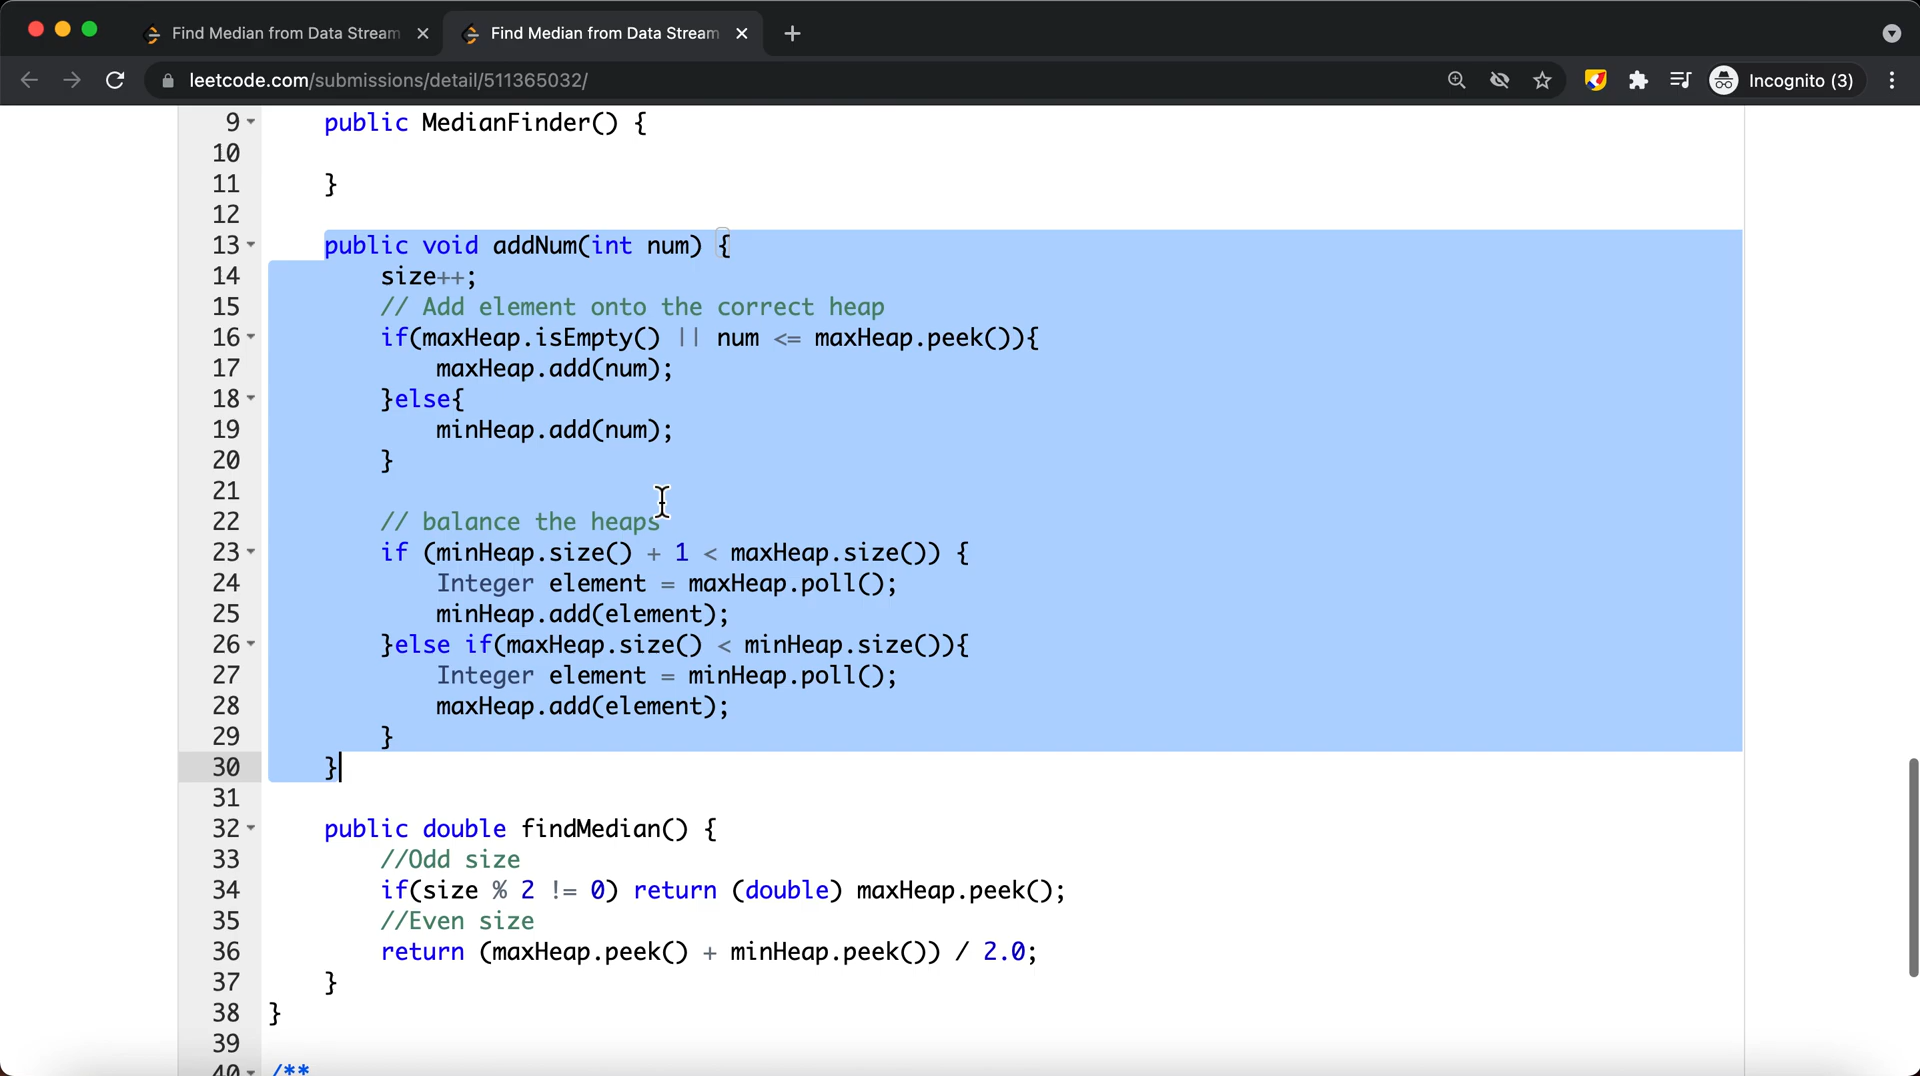 Find Median from Data Stream
Find Median from Data Stream
leetcode.com/submissions/detail/511365032/
Incognito (3)
9 public MedianFinder() {
10
11 }
12
13 public void addNum(int num) {
14 size++;
15 // Add element onto the correct heap
16 if(maxHeap.isEmpty() || num <= maxHeap.peek()){
17 maxHeap.add(num);
18 }else{
19 minHeap.add(num);
20 }
21
22 // balance the heaps
23 if (minHeap.size() + 1 < maxHeap.size()) {
24 Integer element = maxHeap.poll();
25 minHeap.add(element);
26 }else if(maxHeap.size() < minHeap.size()){
27 Integer element = minHeap.poll();
28 maxHeap.add(element);
29 }
30 }
31
32 public double findMedian() {
33 //Odd size
34 if(size % 2 != 0) return (double) maxHeap.peek();
35 //Even size
36 return (maxHeap.peek() + minHeap.peek()) / 2.0;
37 }
38 }
39
40 /**